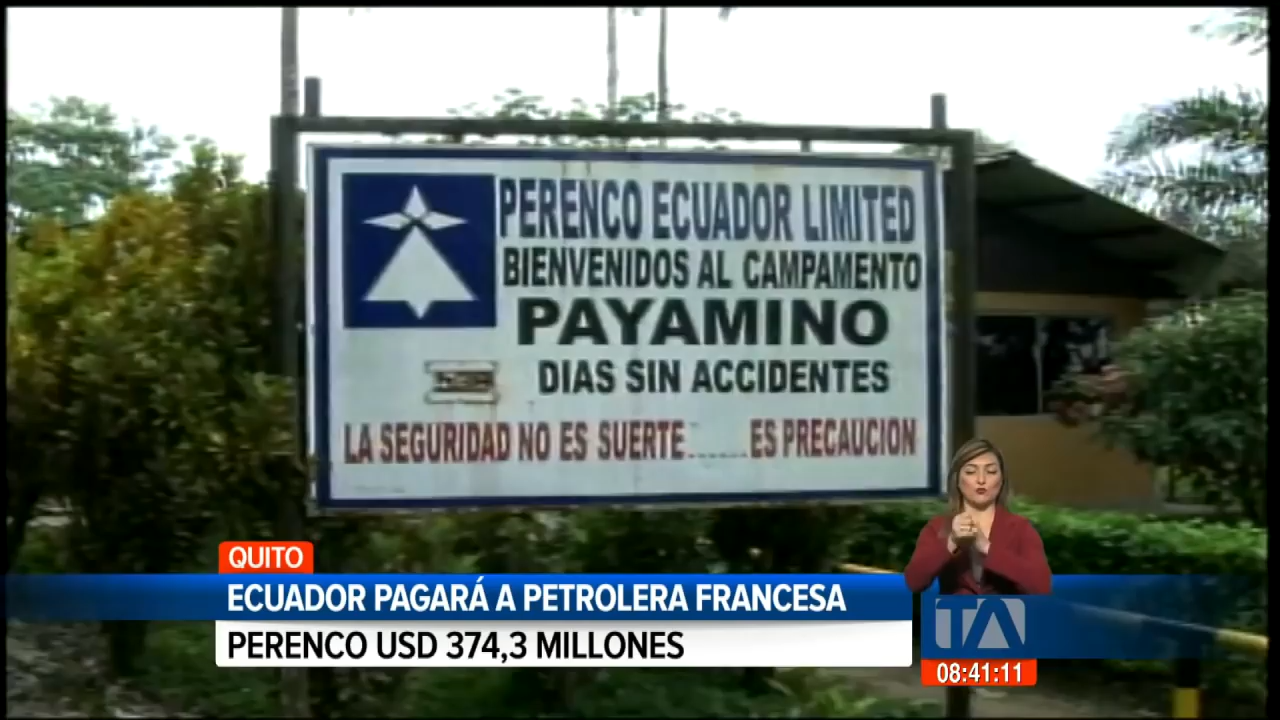 PERENCO ECUADOR LIMITED
BIENVENIDOS AL CAMPAMENTO
PAYAMINO
DIAS SIN ACCIDENTES
LA SEGURIDAD NO ES SUERTE......ES PRECAUCION
QUITO
ECUADOR PAGARÁ A PETROLERA FRANCESA
PERENCO USD 374,3 MILLONES
TA
08:41:11